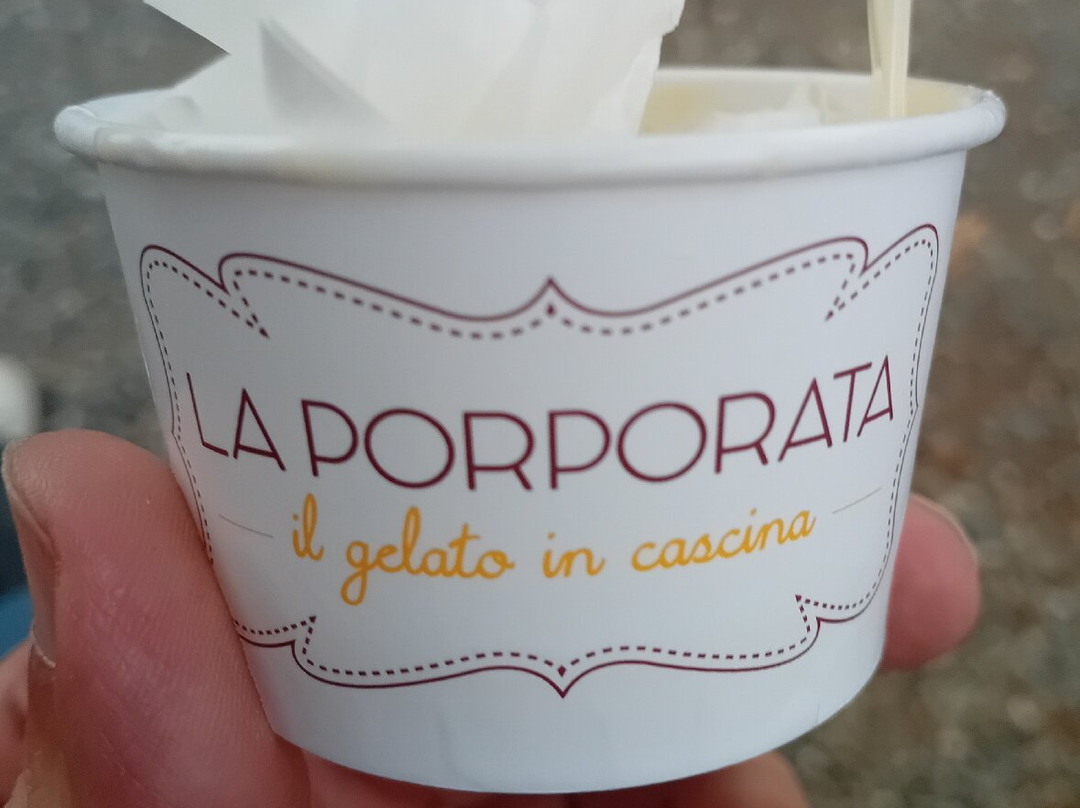 LA PORPORATA
il gelato in cascina